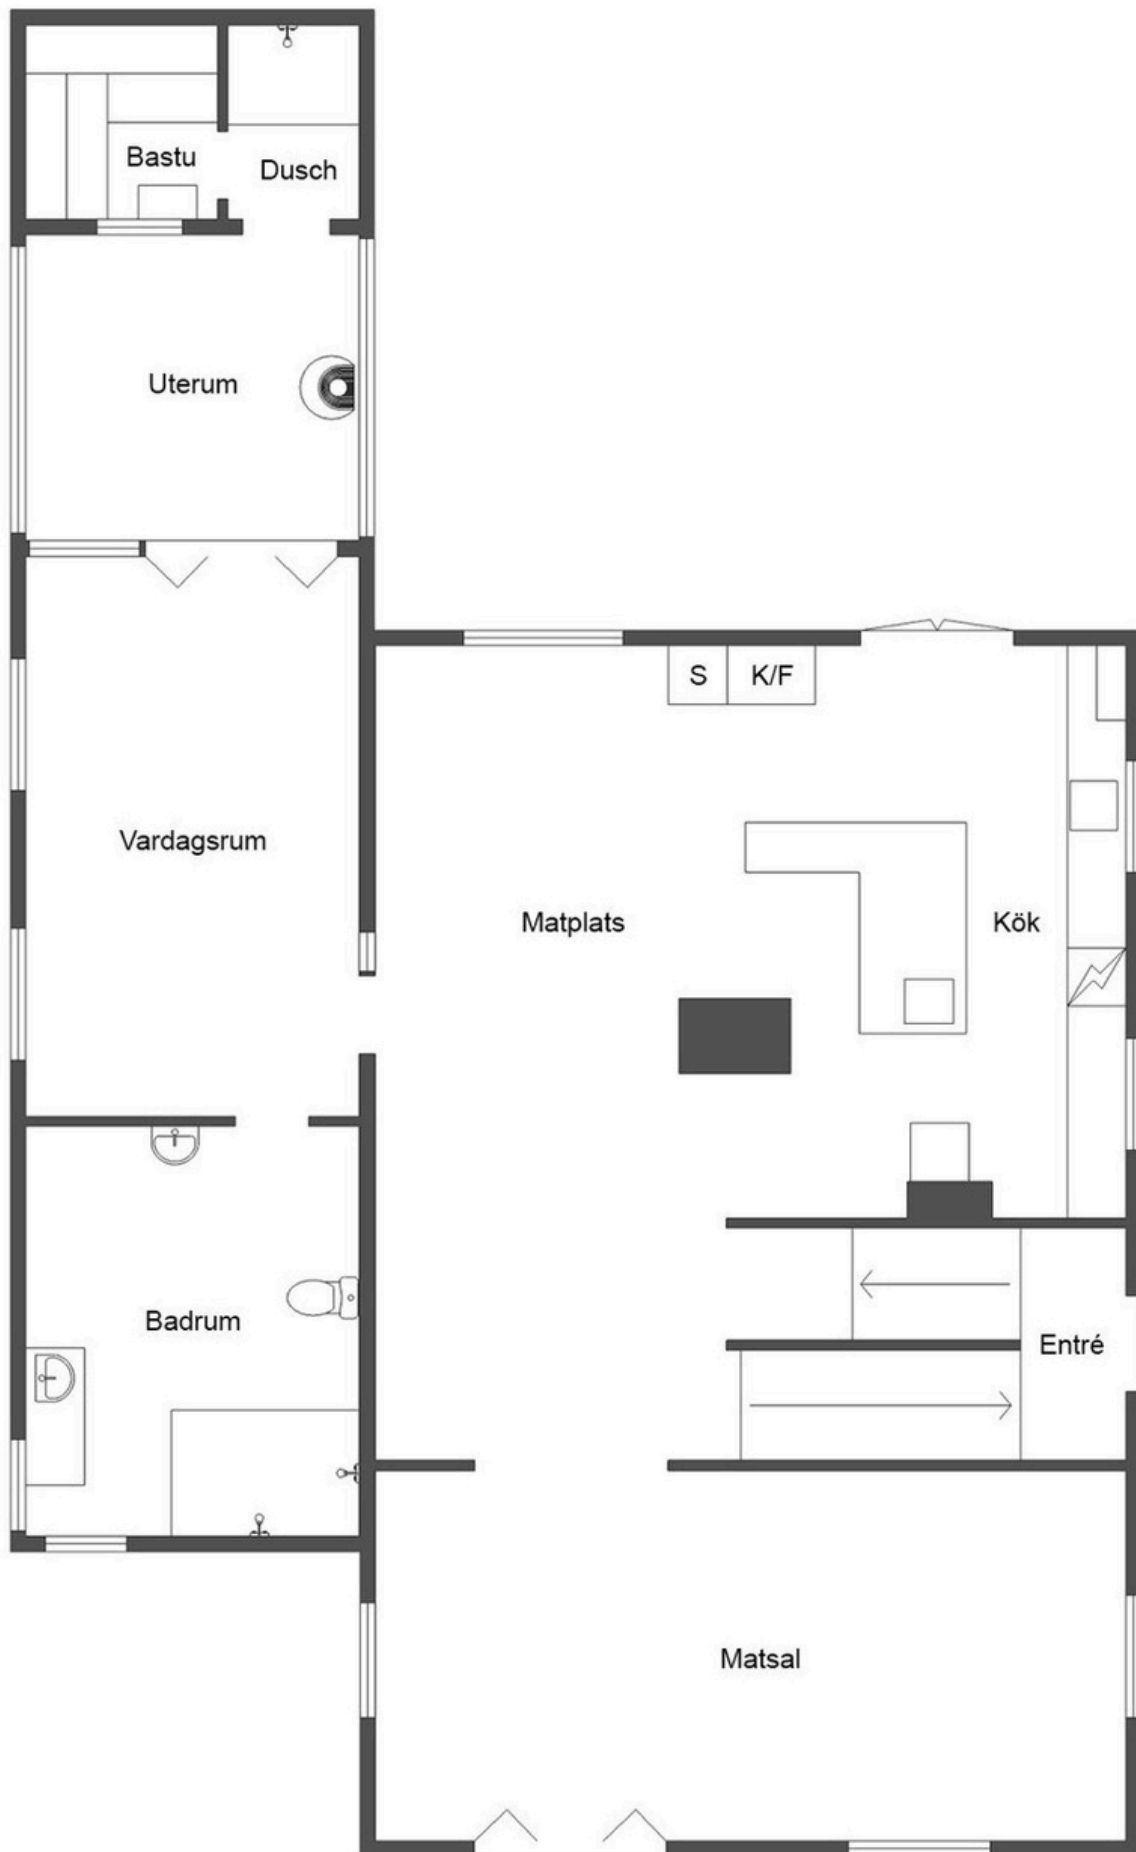 Bastu
Dusch
Uterum
S
K/F
Vardagsrum
Matplats
Kök
Badrum
Entré
Matsal